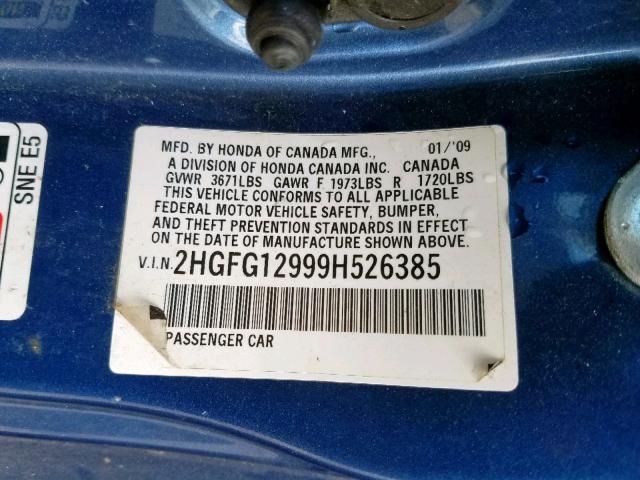 MFD. BY HONDA OF CANADA MFG., 01/'09
A DIVISION OF HONDA CANADA INC. CANADA
GVWR 3671LBS GAWR F 1973LBS R 1720LBS
THIS VEHICLE CONFORMS TO ALL APPLICABLE
FEDERAL MOTOR VEHICLE SAFETY, BUMPER,
AND THEFT PREVENTION STANDARDS IN EFFECT
ON THE DATE OF MANUFACTURE SHOWN ABOVE.
V.I.N. 2HGFG12999H526385
PASSENGER CAR
SNE E5